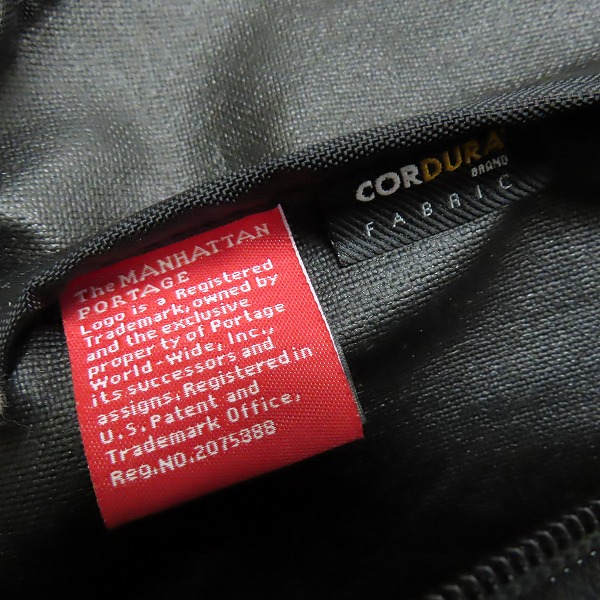 The MANHATTAN
PORTAGE
Logo is a Registered
Trademark, owned by
and the exclusive
property of Portage
World-Wide, Inc.,
its successors and
assigns, Registered in
U.S. Patent and
Trademark Office,
Reg.NO.2075888
CORDURA
BRAND
FABRIC